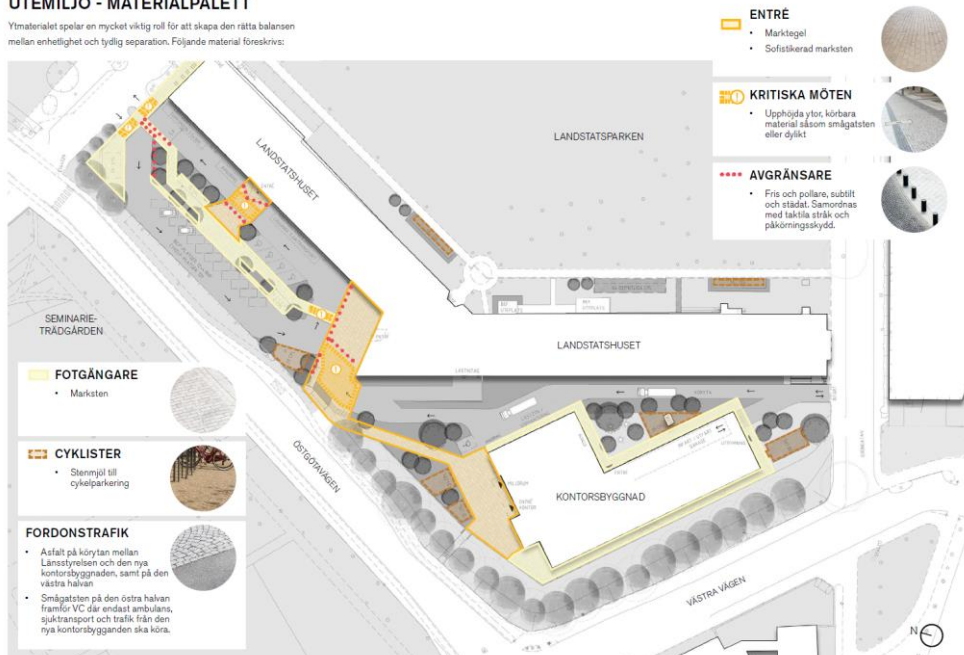 UTEMILJÖ - MATERIALPALETT
Ytmaterialet spelar en mycket viktig roll för att skapa den rätta balansen
mellan enhetlighet och tydlig separation. Följande material föreskrivs:
ENTRÉ
• Marktegel
• Sofistikerad marksten
KRITISKA MÖTEN
• Upphöjda ytor, körbara
material såsom smågatsten
eller dylikt
AVGRÄNSARE
• Fris och pollare, subtilt
och städat. Samordnas
med taktila stråk och
påkörningsskydd.
LANDSTATSHUSET
LANDSTATSPARKEN
SEMINARIE-
TRÄDGÅRDEN
LANDSTATSHUSET
FOTGÄNGARE
• Marksten
CYKLISTER
• Stenmjöl till
cykelparkering
FORDONSTRAFIK
• Asfalt på körytan mellan
Länsstyrelsen och den nya
kontorsbyggnaden, samt på den
västra halvan
• Smågatsten på den östra halvan
framför VC där endast ambulans,
sjuktransport och trafik från den
nya kontorsbygganden ska köra.
ÖSTGÖTAVÄGEN
KONTORSBYGGNAD
VÄSTRA VÄGEN
N